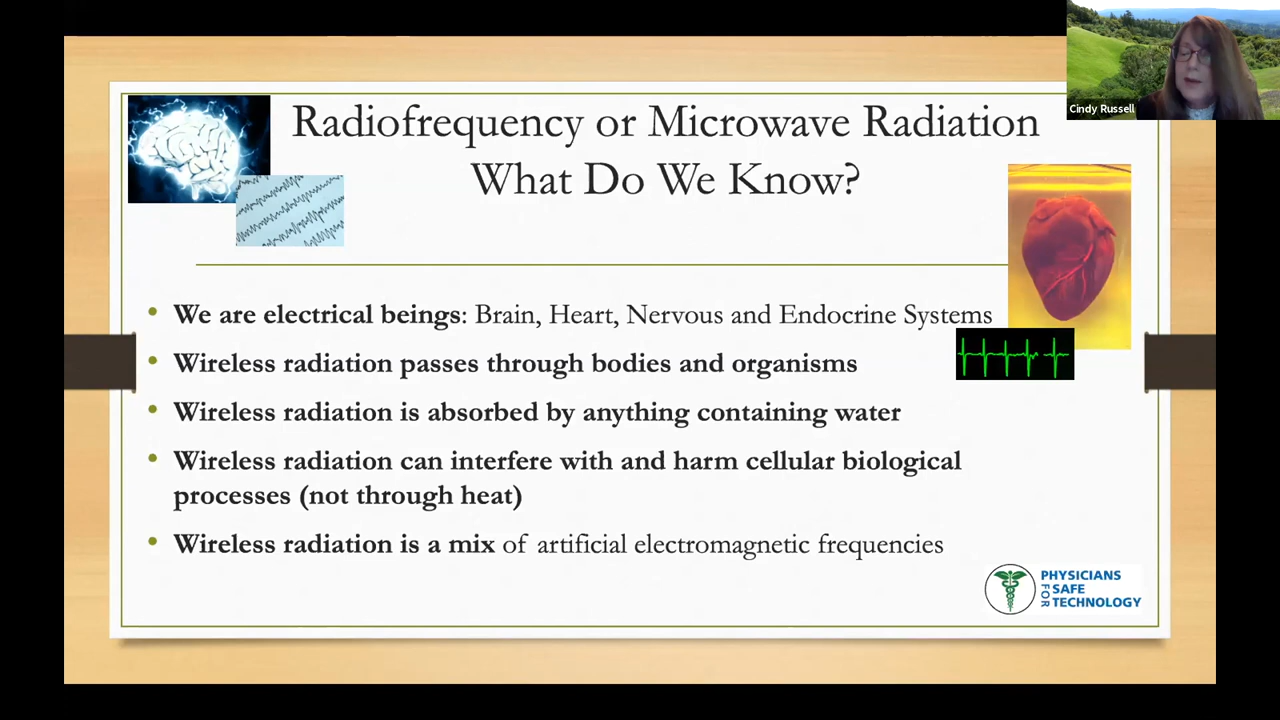 Cindy Russell
Radiofrequency or Microwave Radiation
What Do We Know?
We are electrical beings: Brain, Heart, Nervous and Endocrine Systems
Wireless radiation passes through bodies and organisms
Wireless radiation is absorbed by anything containing water
Wireless radiation can interfere with and harm cellular biological
processes (not through heat)
Wireless radiation is a mix of artificial electromagnetic frequencies
PHYSICIANS
FOR SAFE
TECHNOLOGY